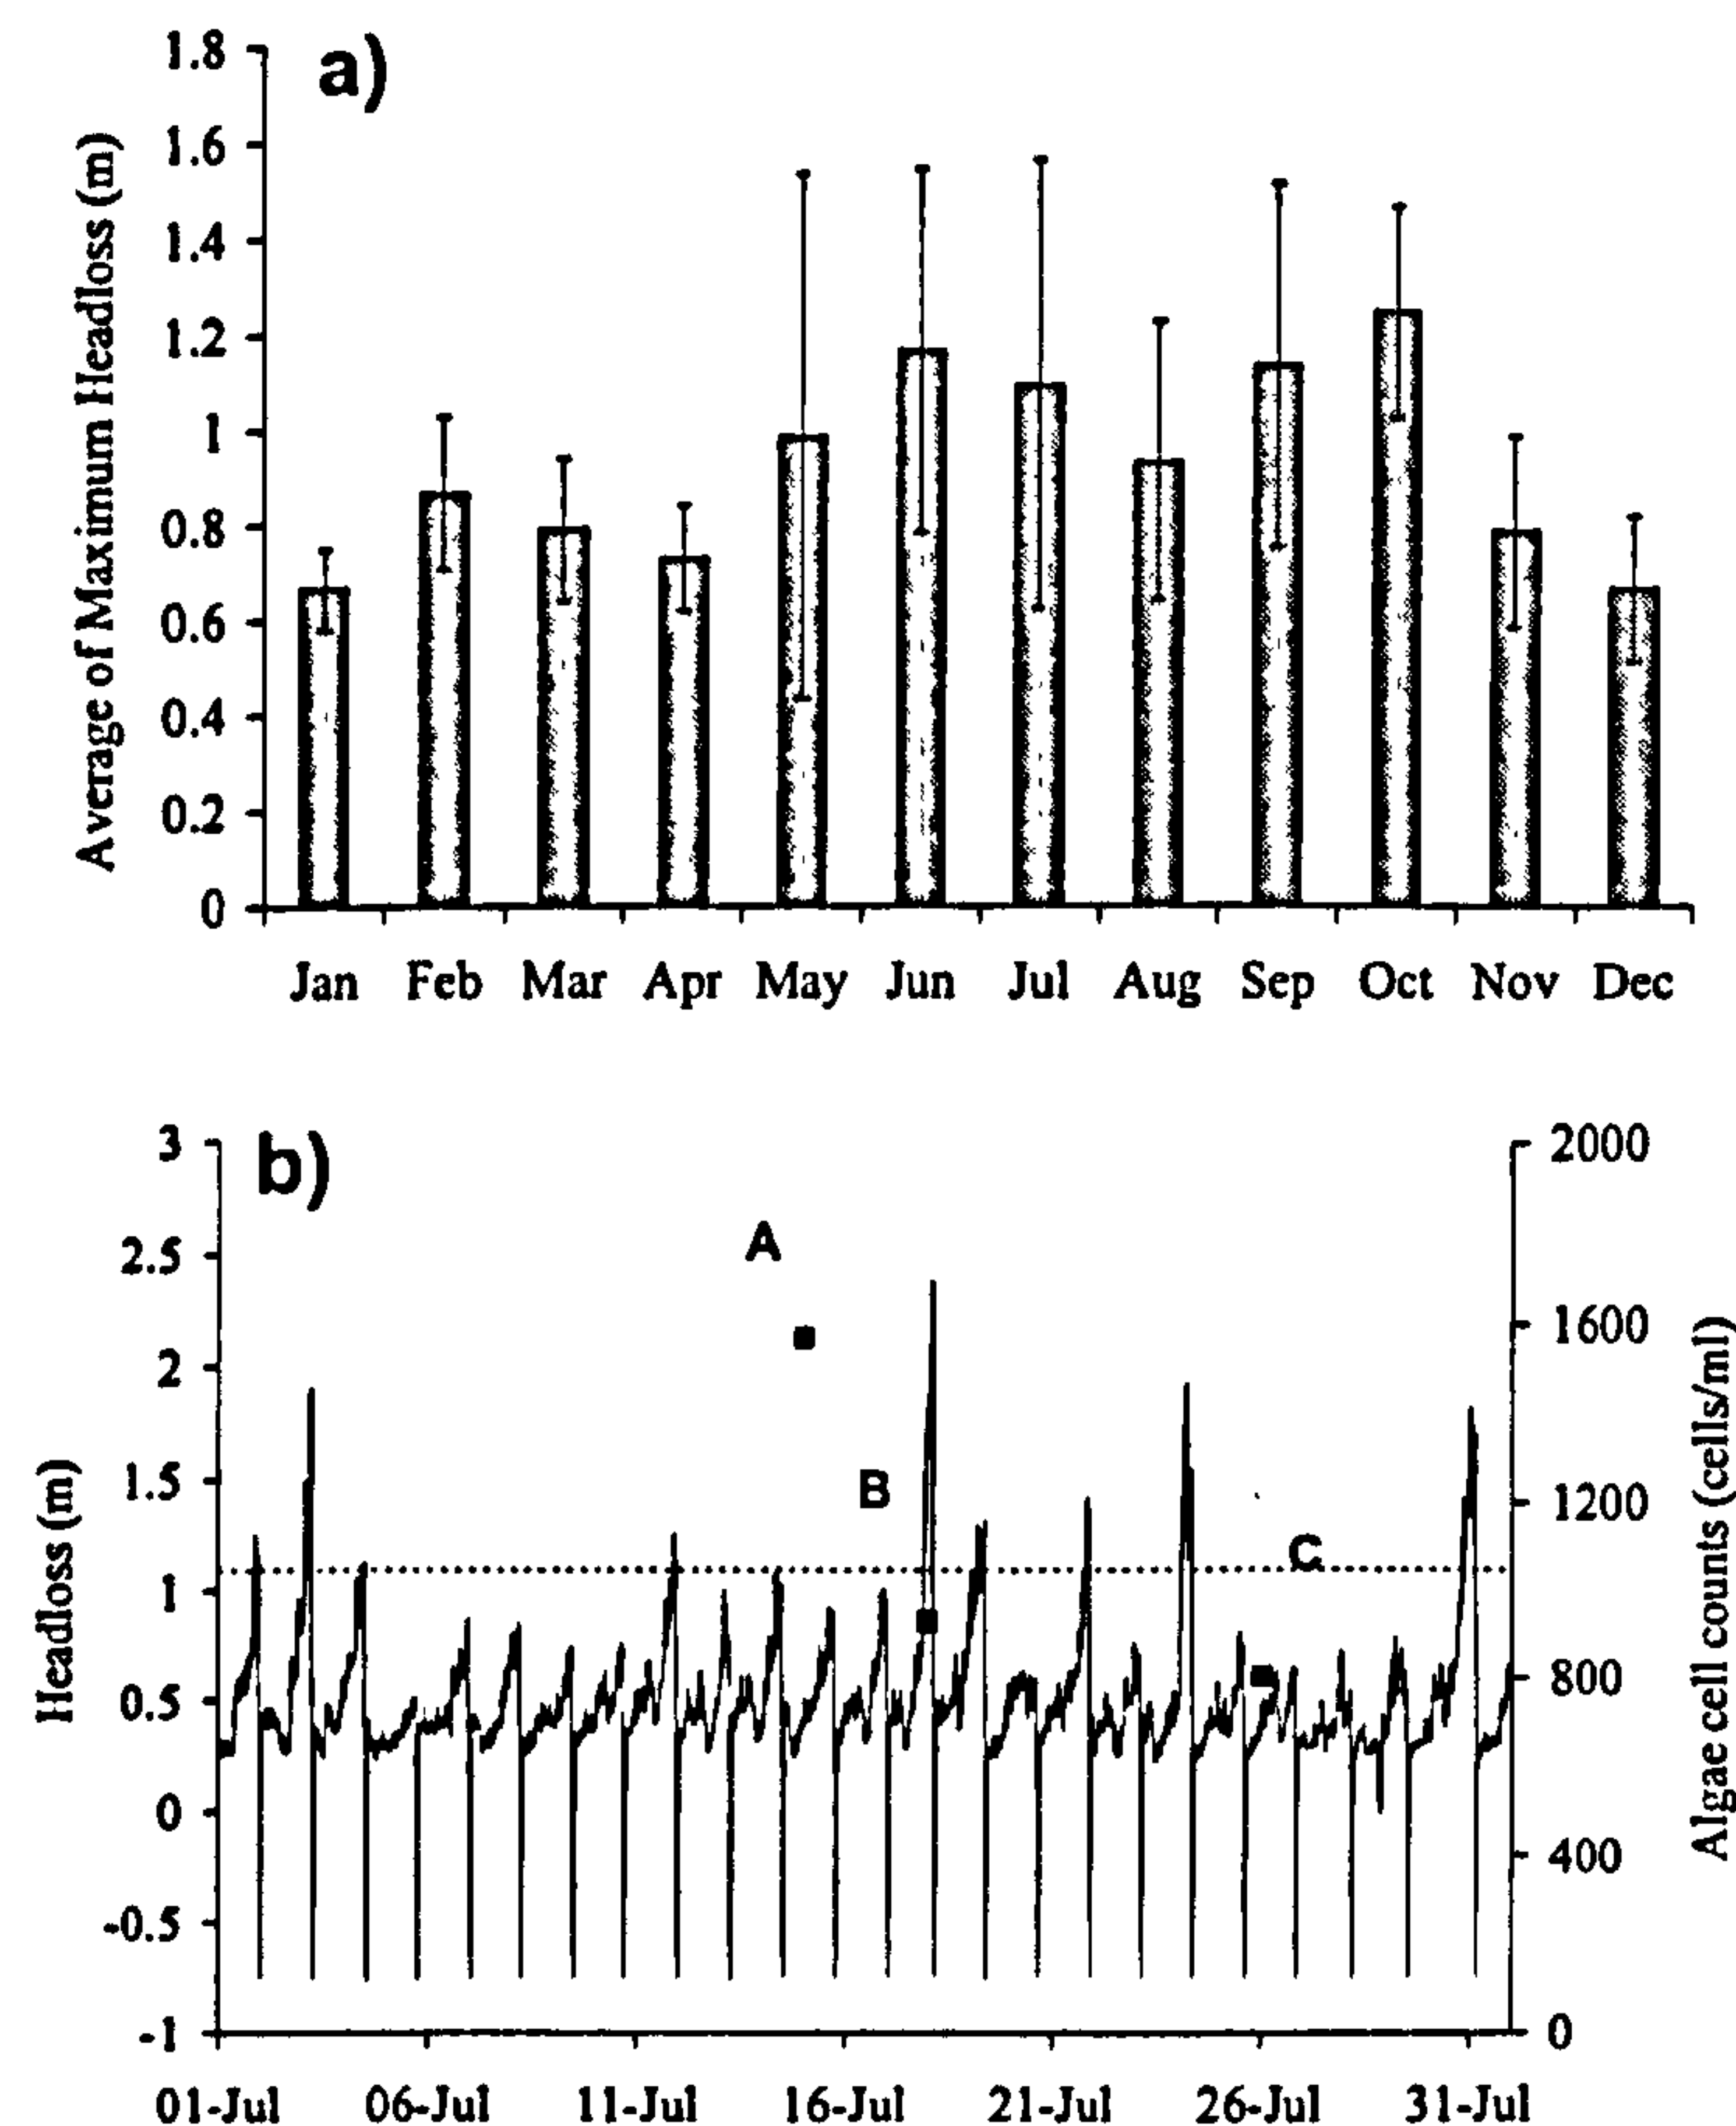 a)
Average of Maximum Headloss (m)
1.8
1.6
1.4
1.2
1
0.8
0.6
0.4
0.2
0
Jan Feb Mar Apr May Jun Jul Aug Sep Oct Nov Dec
b)
Headloss (m)
3
2.5
2
1.5
1
0.5
0
-0.5
-1
A
B
C
2000
1600
1200
800
400
0
Algae cell counts (cells/ml)
01-Jul 06-Jul 11-Jul 16-Jul 21-Jul 26-Jul 31-Jul